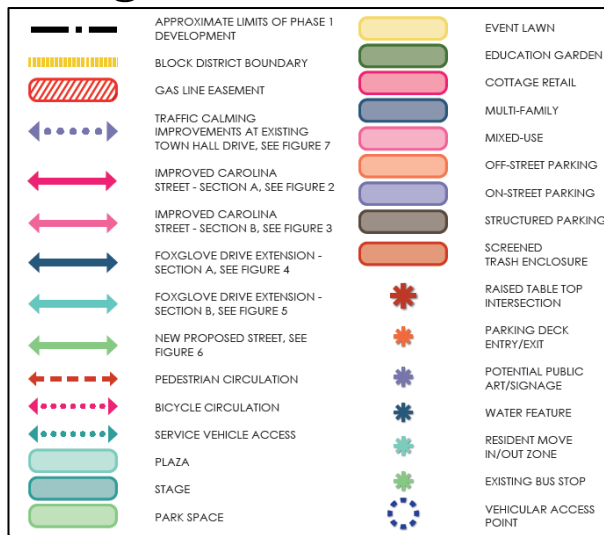 APPROXIMATE LIMITS OF PHASE 1
DEVELOPMENT
BLOCK DISTRICT BOUNDARY
GAS LINE EASEMENT
TRAFFIC CALMING
IMPROVEMENTS AT EXISTING
TOWN HALL DRIVE, SEE FIGURE 7
IMPROVED CAROLINA
STREET - SECTION A, SEE FIGURE 2
IMPROVED CAROLINA
STREET - SECTION B, SEE FIGURE 3
FOXGLOVE DRIVE EXTENSION -
SECTION A, SEE FIGURE 4
FOXGLOVE DRIVE EXTENSION -
SECTION B, SEE FIGURE 5
NEW PROPOSED STREET, SEE
FIGURE 6
PEDESTRIAN CIRCULATION
BICYCLE CIRCULATION
SERVICE VEHICLE ACCESS
PLAZA
STAGE
PARK SPACE
EVENT LAWN
EDUCATION GARDEN
COTTAGE RETAIL
MULTI-FAMILY
MIXED-USE
OFF-STREET PARKING
ON-STREET PARKING
STRUCTURED PARKING
SCREENED
TRASH ENCLOSURE
RAISED TABLE TOP
INTERSECTION
PARKING DECK
ENTRY/EXIT
POTENTIAL PUBLIC
ART/SIGNAGE
WATER FEATURE
RESIDENT MOVE
IN/OUT ZONE
EXISTING BUS STOP
VEHICULAR ACCESS
POINT